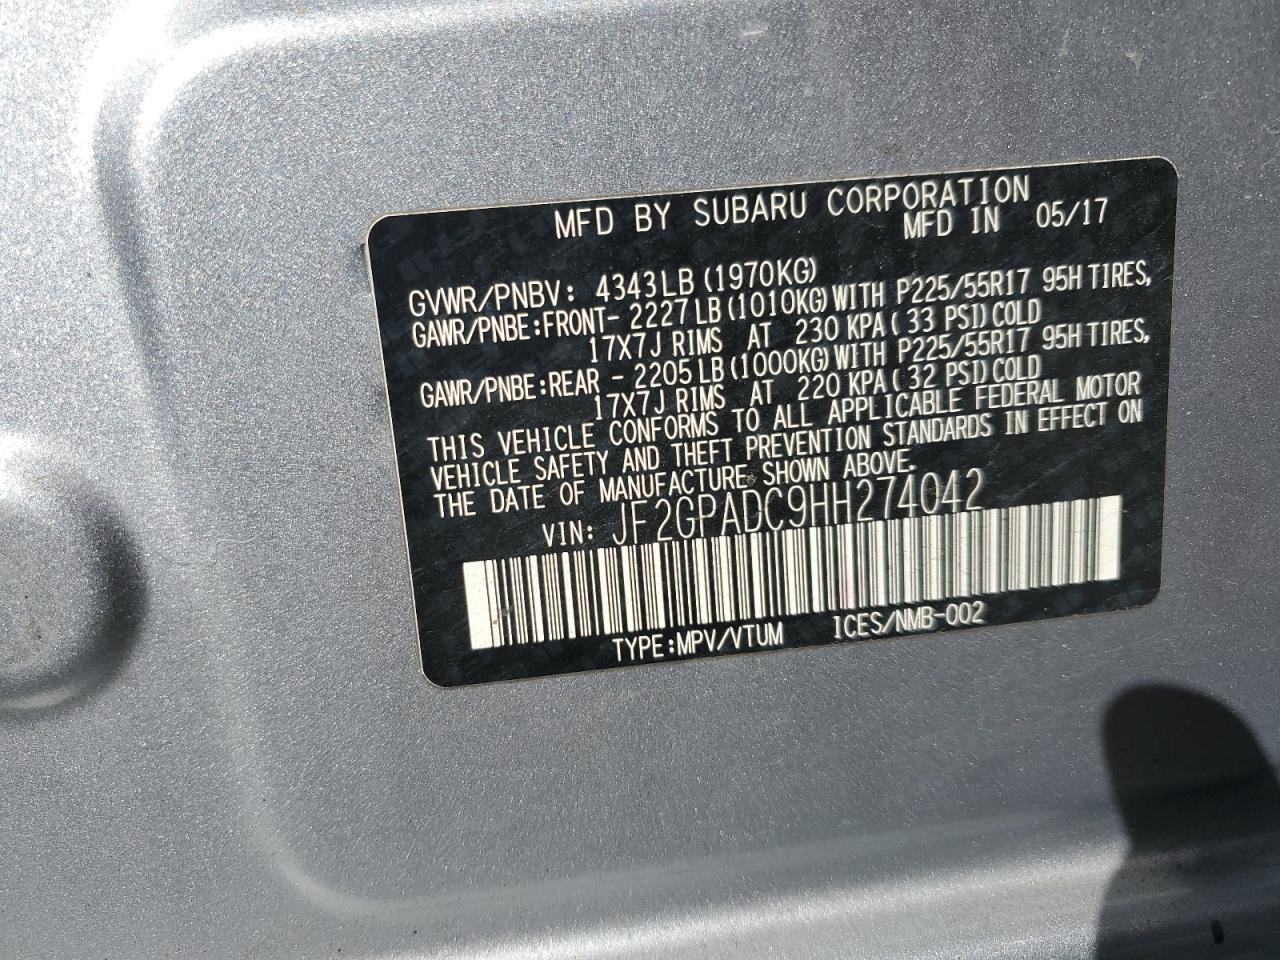 MFD BY SUBARU CORPORATION
MFD IN 05/17
GVWR/PNBV: 4343LB (1970KG)
GAWR/PNBE:FRONT- 2227LB(1010KG)WITH P225/55R17 95H TIRES,
17X7J RIMS AT 230 KPA( 33 PSI)COLD
GAWR/PNBE:REAR - 2205LB(1000KG)WITH P225/55R17 95H TIRES,
17X7J RIMS AT 220 KPA( 32 PSI)COLD
THIS VEHICLE CONFORMS TO ALL APPLICABLE FEDERAL MOTOR
VEHICLE SAFETY AND THEFT PREVENTION STANDARDS IN EFFECT ON
THE DATE OF MANUFACTURE SHOWN ABOVE.
VIN: JF2GPADC9HH274042
TYPE:MPV/VTUM ICES/NMB-002